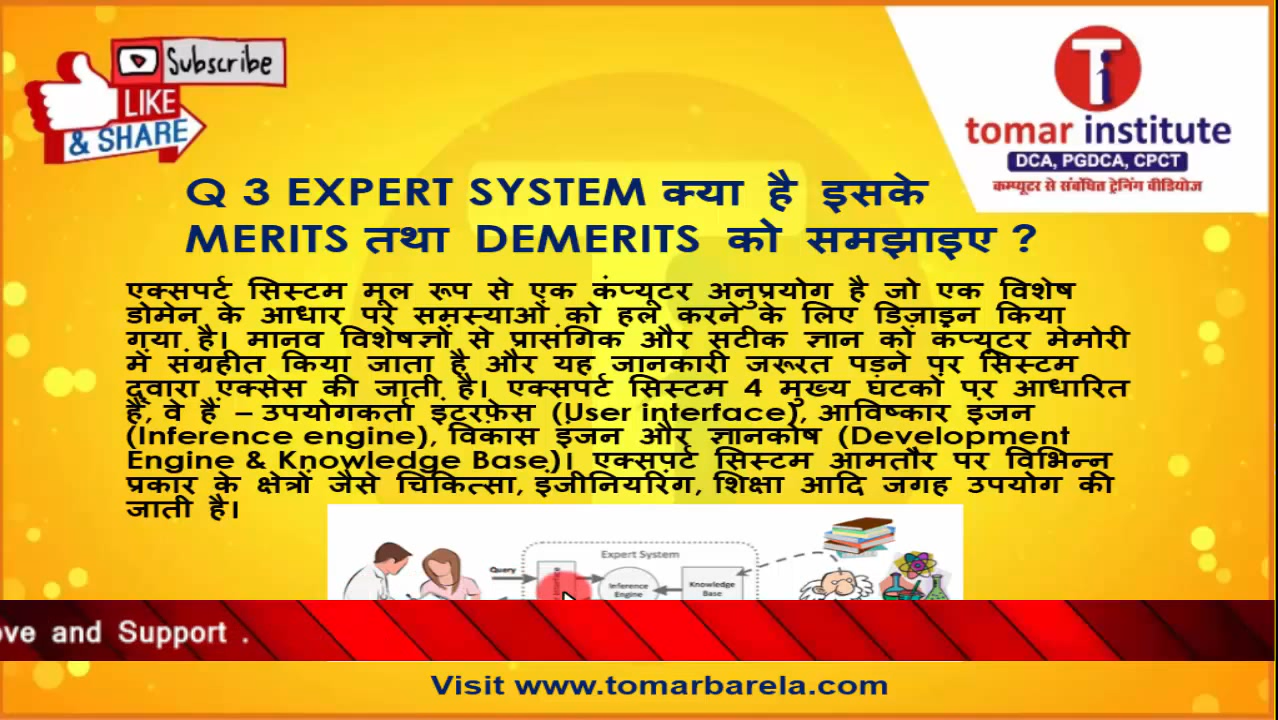 Subscribe
LIKE
& SHARE
Ti
tomar institute
DCA, PGDCA, CPCT
कम्प्यूटर से संबंधित ट्रेनिंग वीडियोज
Q 3 EXPERT SYSTEM क्या है इसके
MERITS तथा DEMERITS को समझाइए ?
एक्सपर्ट सिस्टम मूल रूप से एक कंप्यूटर अनुप्रयोग है जो एक विशेष
डोमेन के आधार पर समस्याओं को हल करने के लिए डिज़ाइन किया
गया है। मानव विशेषज्ञों से प्रासंगिक और सटीक ज्ञान को कंप्यूटर मेमोरी
में संग्रहीत किया जाता है और यह जानकारी जरूरत पड़ने पर सिस्टम
द्वारा एक्सेस की जाती है। एक्सपर्ट सिस्टम 4 मुख्य घटकों पर आधारित
हैं, वे हैं – उपयोगकर्ता इंटरफ़ेस (User interface), आविष्कार इंजन
(Inference engine), विकास इंजन और ज्ञानकोष (Development
Engine & Knowledge Base)। एक्सपर्ट सिस्टम आमतौर पर विभिन्न
प्रकार के क्षेत्रों जैसे चिकित्सा, इंजीनियरिंग, शिक्षा आदि जगह उपयोग की
जाती है।
Expert System
Query
Inference
Engine
Knowledge
Base
ove and Support .
Visit www.tomarbarela.com